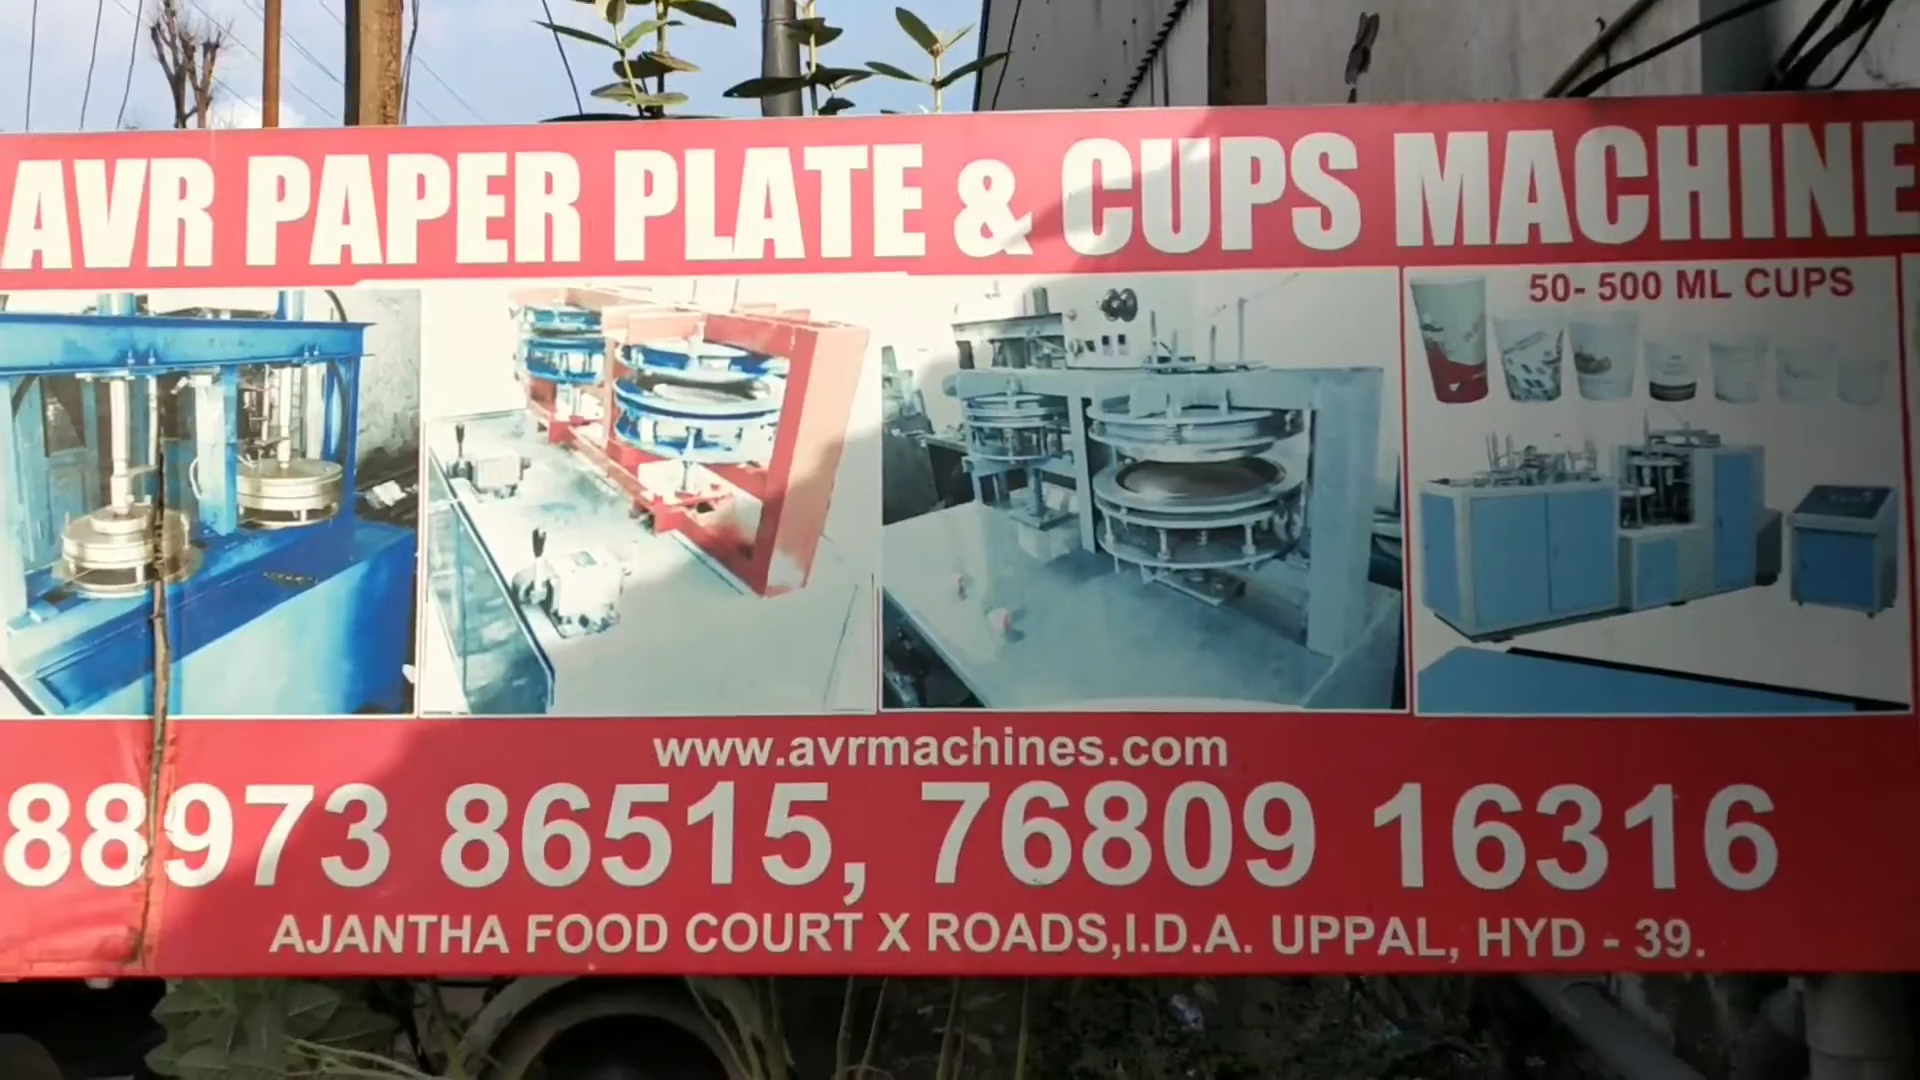 AVR PAPER PLATE & CUPS MACHINE
50- 500 ML CUPS
www.avrmachines.com
88973 86515, 76809 16316
AJANTHA FOOD COURT X ROADS,I.D.A. UPPAL, HYD - 39.